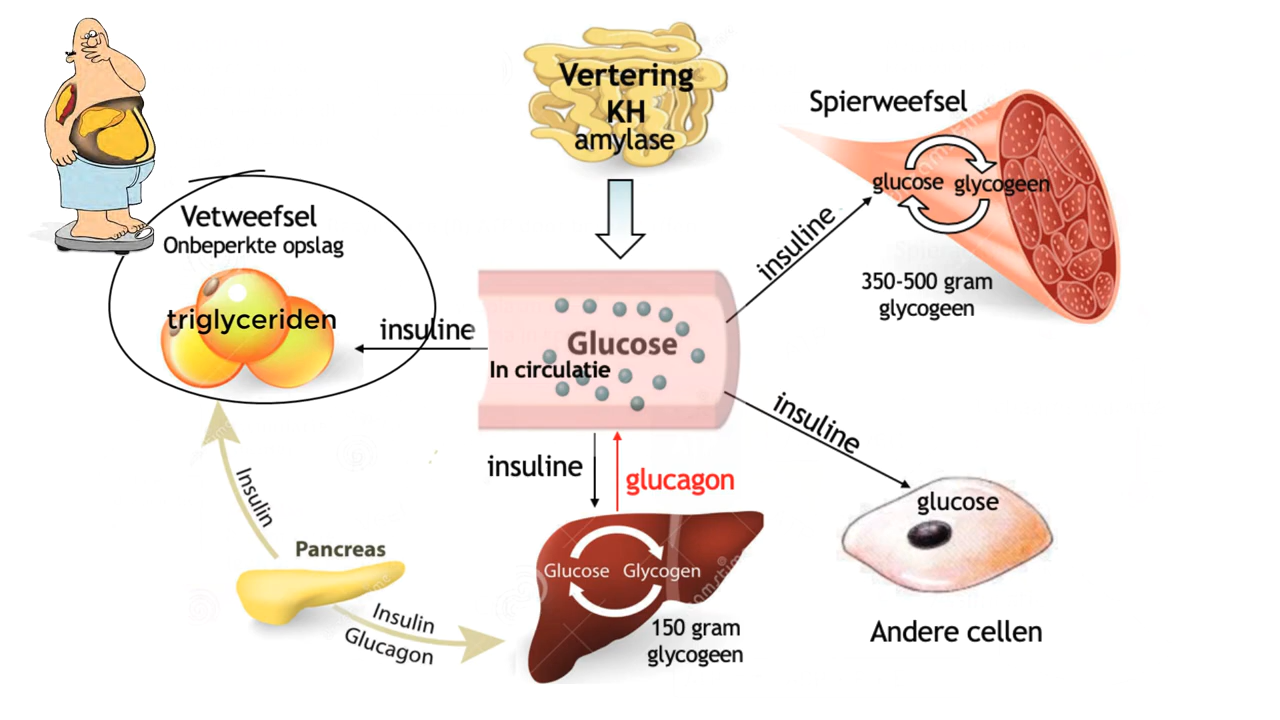 Vertering
KH
amylase
Spierweefsel
glucose glycogeen
350-500 gram
glycogeen
insuline
Vetweefsel
Onbeperkte opslag
triglyceriden
insuline
Glucose
In circulatie
insuline
glucagon
insuline
glucose
Andere cellen
Insulin
Pancreas
Insulin
Glucagon
Glucose Glycogen
150 gram
glycogeen